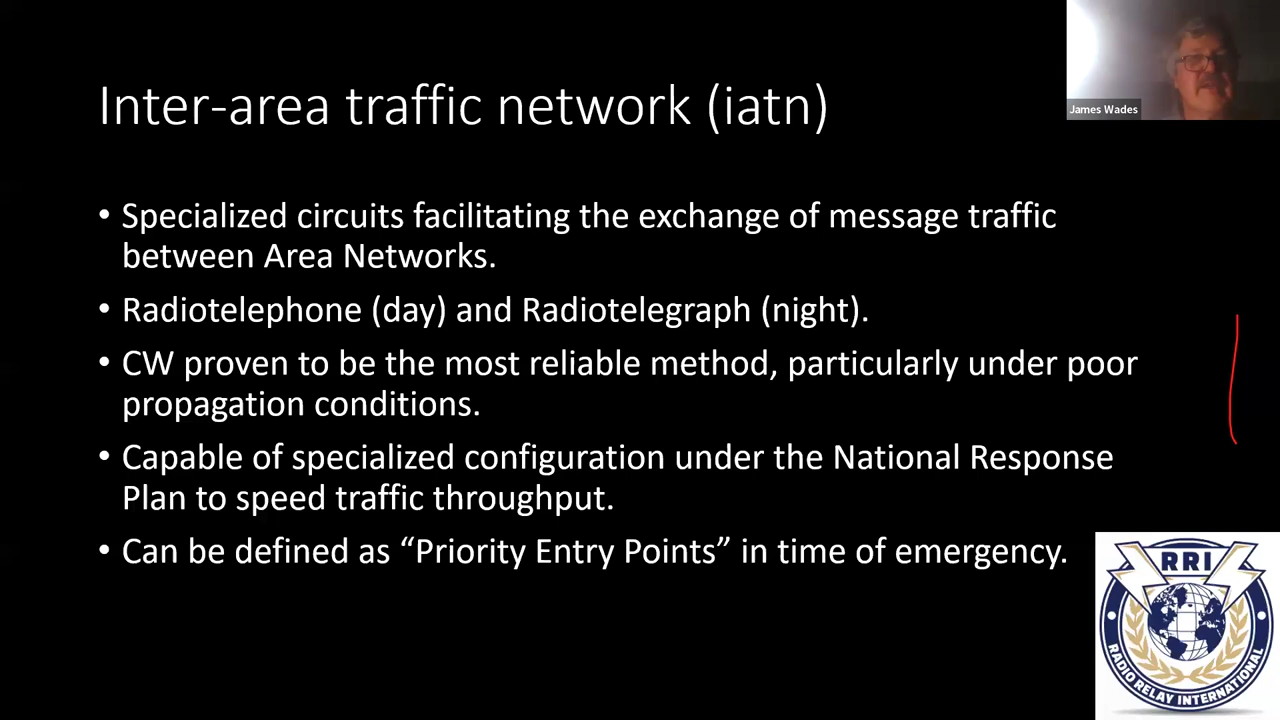 James Wades
Inter-area traffic network (iatn)
• Specialized circuits facilitating the exchange of message traffic
between Area Networks.
• Radiotelephone (day) and Radiotelegraph (night).
• CW proven to be the most reliable method, particularly under poor
propagation conditions.
• Capable of specialized configuration under the National Response
Plan to speed traffic throughput.
• Can be defined as “Priority Entry Points” in time of emergency.
RRI
RADIO RELAY INTERNATIONAL